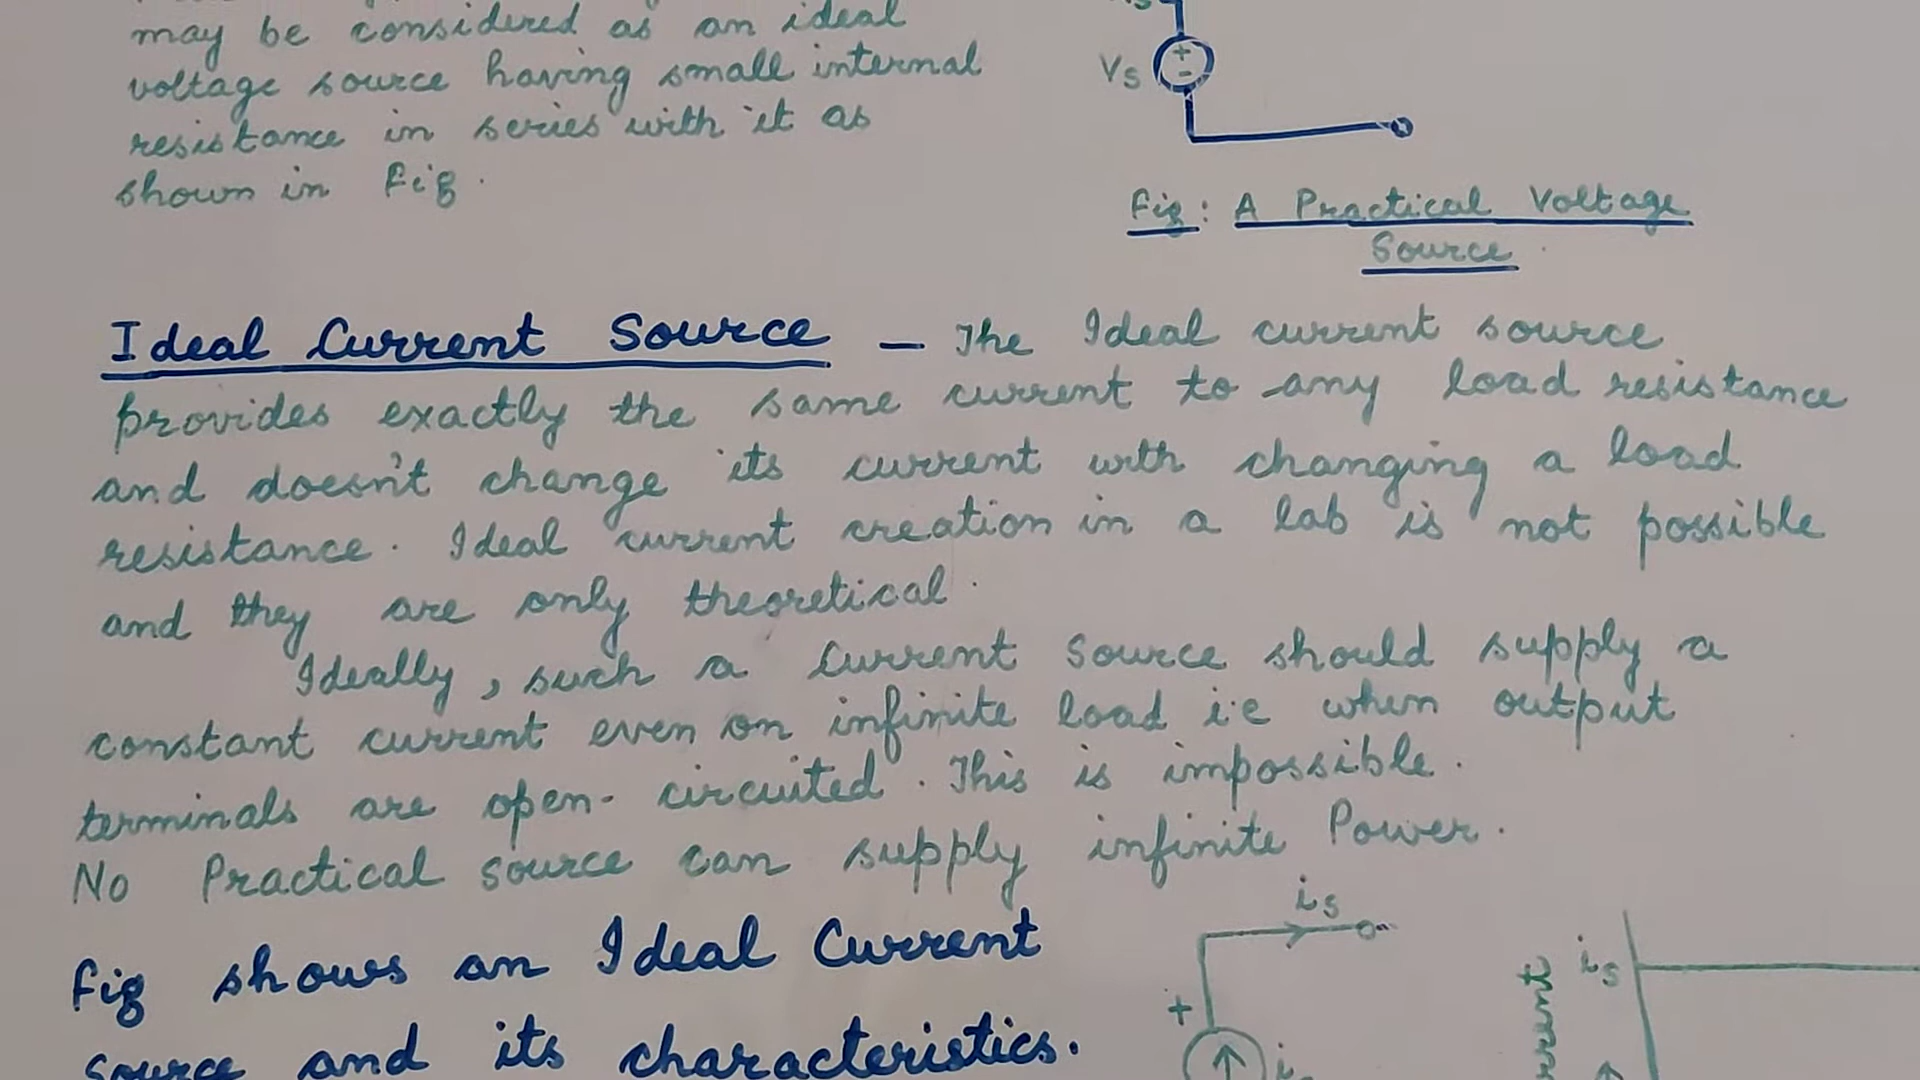 may be considered as an ideal
voltage source having small internal
resistance in series with it as
shown in Fig.
Vs
+
-
Fig: A Practical Voltage
Source.
Ideal Current Source – The Ideal current source
provides exactly the same current to any load resistance
and doesn't change its current with changing a load
resistance. Ideal current creation in a lab is not possible
and they are only theoretical.
Ideally, such a Current Source should supply a
constant current even on infinite load i.e when output
terminals are open-circuited. This is impossible.
No Practical source can supply infinite Power.
Fig shows an Ideal Current
source and its characteristics.
is
+
is